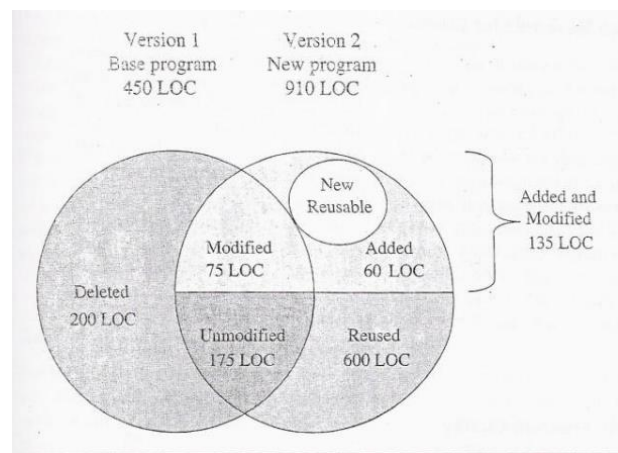 Version 1
Base program
450 LOC
Version 2
New program
910 LOC
New
Reusable
Added and
Modified
135 LOC
Modified
75 LOC
Added
60 LOC
Deleted
200 LOC
Unmodified
175 LOC
Reused
600 LOC